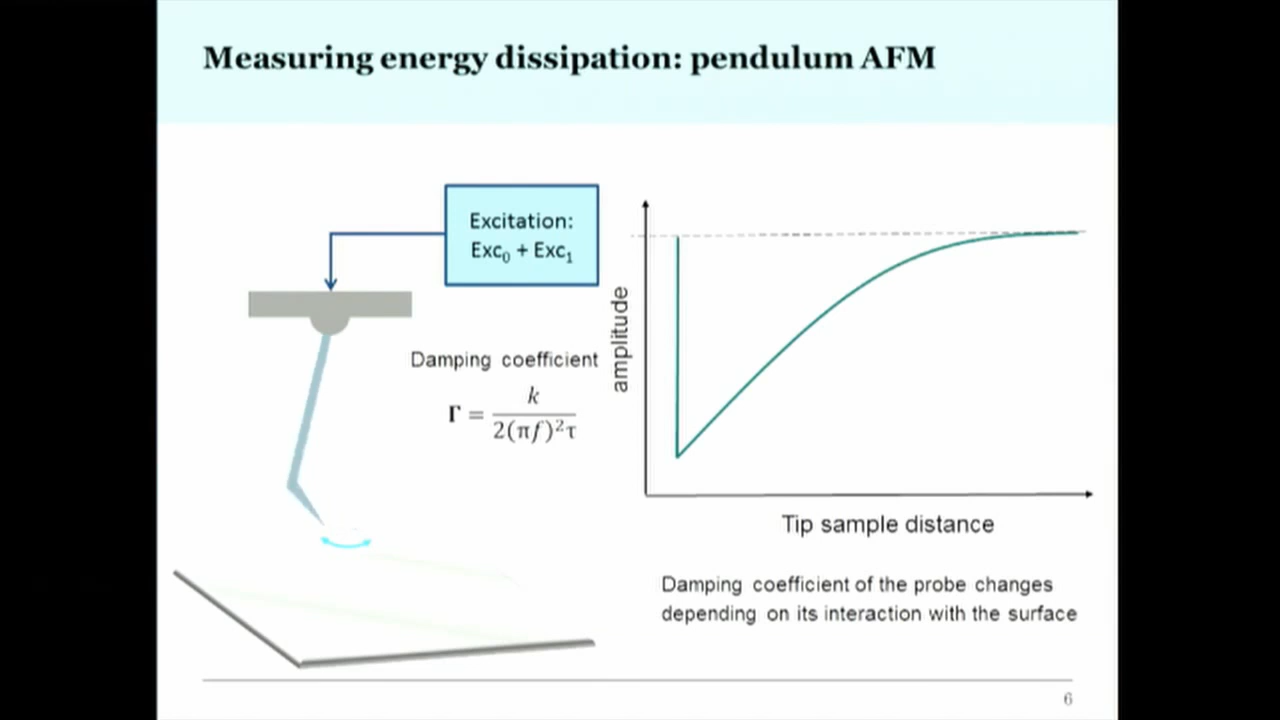 Measuring energy dissipation: pendulum AFM
Excitation:
Exc₀ + Exc₁
Damping coefficient
Γ = k / 2(πf)²τ
amplitude
Tip sample distance
Damping coefficient of the probe changes
depending on its interaction with the surface
6